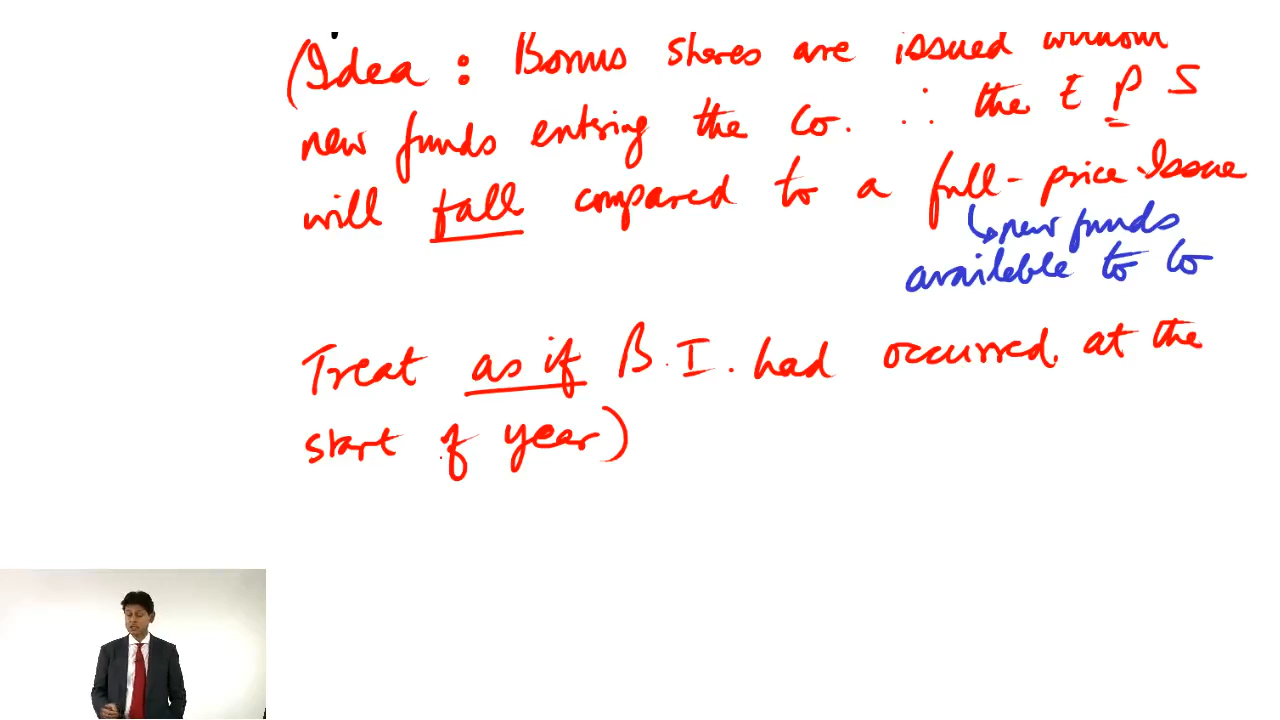 (Idea : Bonus shares are issued without
new funds entering the Co. ∴ the E P S
will fall compared to a full-price Issue
↳ new funds
available to Co
Treat as if B.I. had occurred at the
start of year)